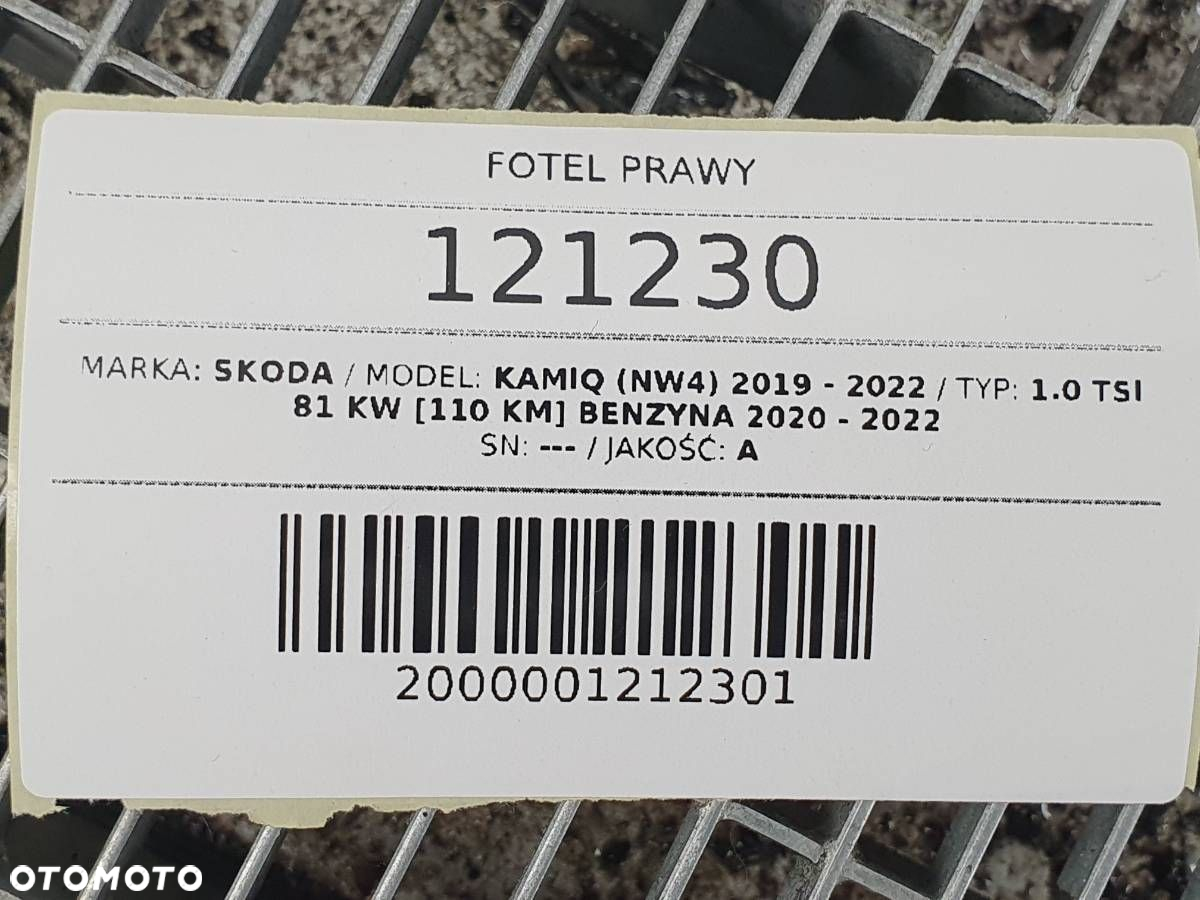 FOTEL PRAWY
121230
MARKA: SKODA / MODEL: KAMIQ (NW4) 2019 - 2022 / TYP: 1.0 TSI
81 KW [110 KM] BENZYNA 2020 - 2022
SN: --- / JAKOŚĆ: A
2000001212301
OTOMOTO